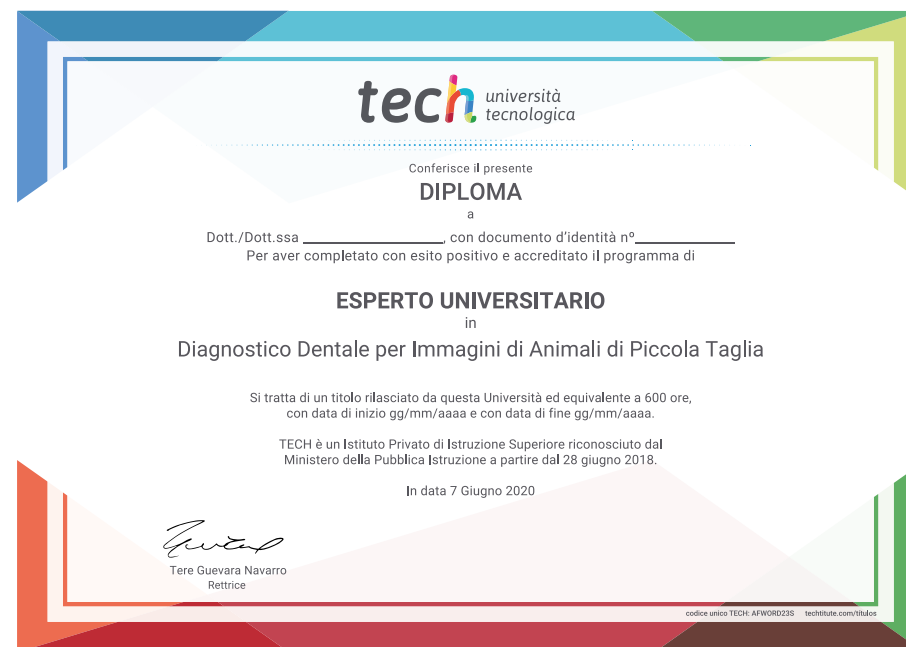 tech università
tecnologica
Conferisce il presente
DIPLOMA
a
Dott./Dott.ssa ____________________, con documento d'identità nº______________
Per aver completato con esito positivo e accreditato il programma di
ESPERTO UNIVERSITARIO
in
Diagnostico Dentale per Immagini di Animali di Piccola Taglia
Si tratta di un titolo rilasciato da questa Università ed equivalente a 600 ore,
con data di inizio gg/mm/aaaa e con data di fine gg/mm/aaaa.
TECH è un Istituto Privato di Istruzione Superiore riconosciuto dal
Ministero della Pubblica Istruzione a partire dal 28 giugno 2018.
In data 7 Giugno 2020
Tere Guevara Navarro
Rettrice
codice unico TECH: AFWORD23S techtitute.com/títulos